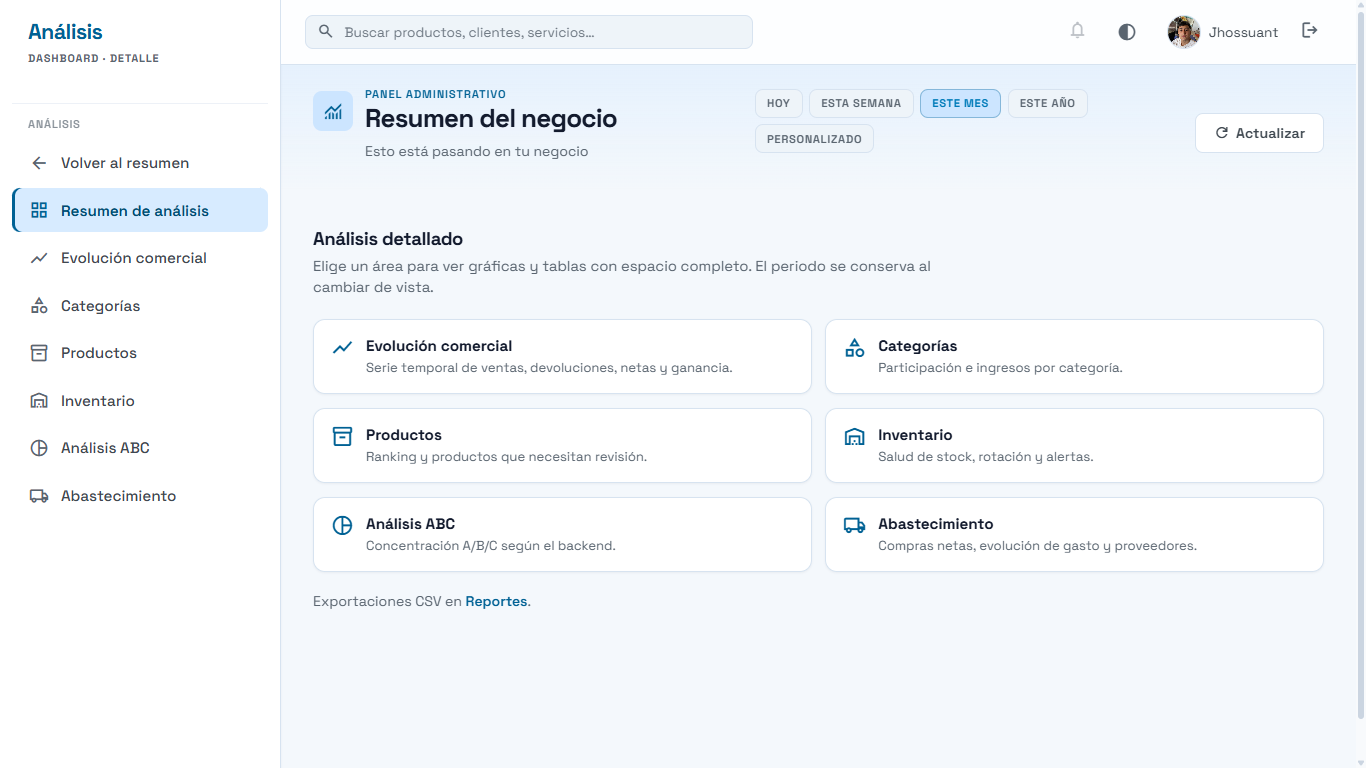 Análisis
DASHBOARD · DETALLE
ANÁLISIS
Volver al resumen
Resumen de análisis
Evolución comercial
Categorías
Productos
Inventario
Análisis ABC
Abastecimiento
Buscar productos, clientes, servicios...
Jhossuant
PANEL ADMINISTRATIVO
Resumen del negocio
Esto está pasando en tu negocio
HOY
ESTA SEMANA
ESTE MES
ESTE AÑO
PERSONALIZADO
Actualizar
Análisis detallado
Elige un área para ver gráficas y tablas con espacio completo. El periodo se conserva al
cambiar de vista.
Evolución comercial
Serie temporal de ventas, devoluciones, netas y ganancia.
Categorías
Participación e ingresos por categoría.
Productos
Ranking y productos que necesitan revisión.
Inventario
Salud de stock, rotación y alertas.
Análisis ABC
Concentración A/B/C según el backend.
Abastecimiento
Compras netas, evolución de gasto y proveedores.
Exportaciones CSV en Reportes.